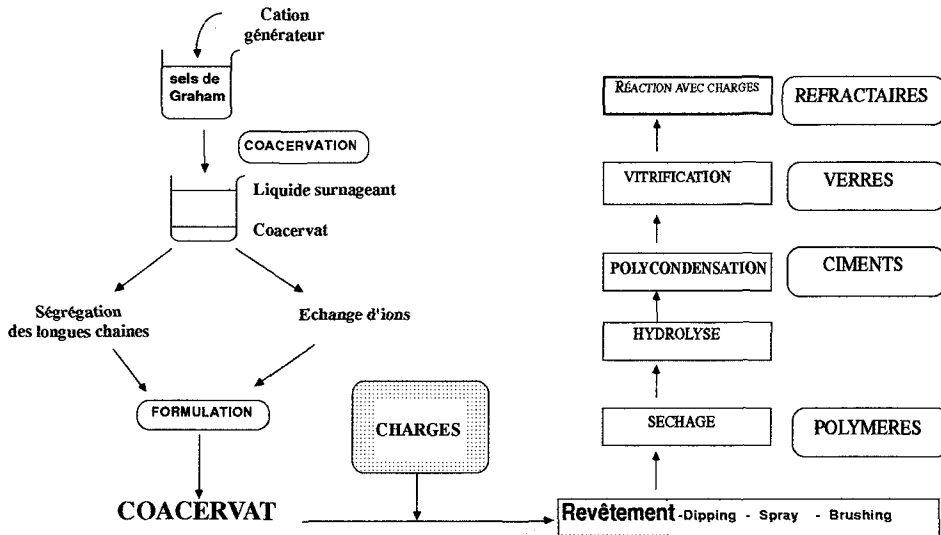 Cation
générateur
sels de
Graham
COACERVATION
Liquide surnageant
Coacervat
Ségrégation
des longues chaines
Echange d'ions
FORMULATION
CHARGES
COACERVAT
Revêtement -Dipping - Spray - Brushing
SECHAGE
POLYMERES
HYDROLYSE
POLYCONDENSATION
CIMENTS
VITRIFICATION
VERRES
RÉACTION AVEC CHARGES
REFRACTAIRES